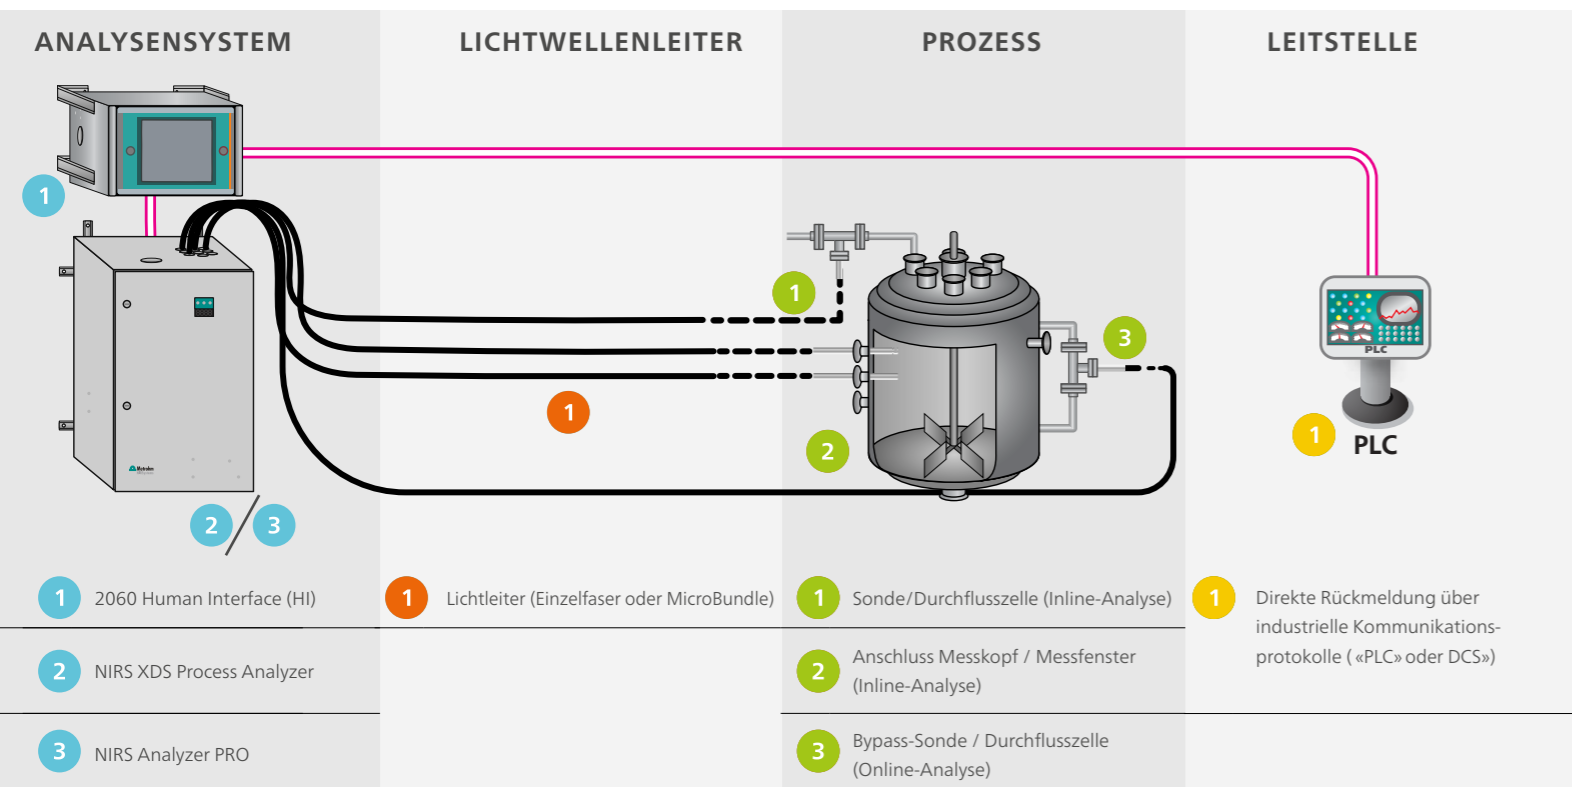 ANALYSENSYSTEM
LICHTWELLENLEITER
PROZESS
LEITSTELLE
1
1
3
PLC
1
2
1
PLC
Metrohm
2
3
1
2060 Human Interface (HI)
2
NIRS XDS Process Analyzer
3
NIRS Analyzer PRO
1
Lichtleiter (Einzelfaser oder MicroBundle)
1
Sonde/Durchflusszelle (Inline-Analyse)
2
Anschluss Messkopf / Messfenster
(Inline-Analyse)
3
Bypass-Sonde / Durchflusszelle
(Online-Analyse)
1
Direkte Rückmeldung über
industrielle Kommunikations-
protokolle ( «PLC» oder DCS»)